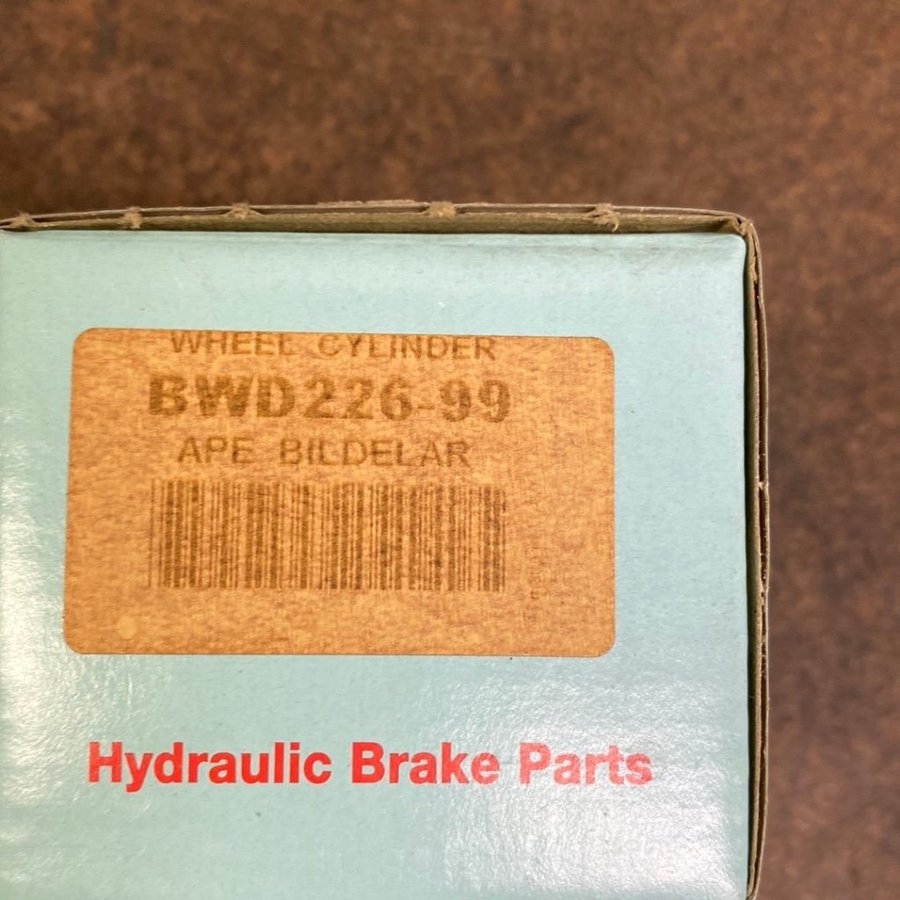 WHEEL CYLINDER
BWD226-99
APE BILDELAR
Hydraulic Brake Parts